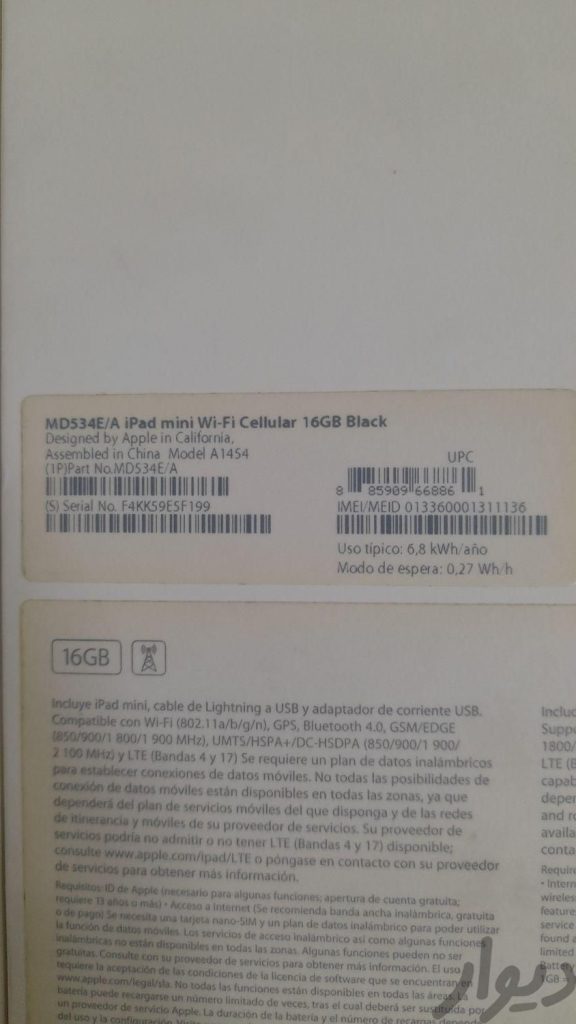 MD534E/A iPad mini Wi-Fi Cellular 16GB Black
Designed by Apple in California,
Assembled in China Model A1454
(1P)Part No.MD534E/A
(S) Serial No. F4KK59E5F199
UPC
8 85909 66886 1
IMEI/MEID 013360001311136
Uso típico: 6,8 kWh/año
Modo de espera: 0,27 Wh/h
16GB
Incluye iPad mini, cable de Lightning a USB y adaptador de corriente USB.
Compatible con Wi-Fi (802.11a/b/g/n), GPS, Bluetooth 4.0, GSM/EDGE
(850/900/1 800/1 900 MHz), UMTS/HSPA+/DC-HSDPA (850/900/1 900/
2 100 MHz) y LTE (Bandas 4 y 17) Se requiere un plan de datos inalámbricos
para establecer conexiones de datos móviles. No todas las posibilidades de
conexión de datos móviles están disponibles en todas las zonas, ya que
dependerá del plan de servicios móviles del que disponga y de las redes
de itinerancia y móviles de su proveedor de servicios. Su proveedor de
servicios podría no admitir o no tener LTE (Bandas 4 y 17) disponible;
consulte www.apple.com/ipad/LTE o póngase en contacto con su proveedor
de servicios para obtener más información.
Requisitos: ID de Apple (necesario para algunas funciones; apertura de cuenta gratuita;
requiere 13 años o más) • Acceso a Internet (Se recomienda banda ancha inalámbrica, gratuita
o de pago) Se necesita una tarjeta nano-SIM y un plan de datos inalámbrico para poder utilizar
la función de datos móviles. Los servicios de acceso inalámbrico así como algunas funciones
inalámbricas no están disponibles en todas las zonas. Algunas funciones pueden no ser
gratuitas. Consulte con su proveedor de servicios para obtener más información. El uso
requiere la aceptación de las condiciones de la licencia de software que se encuentran en
www.apple.com/legal/sla. No todas las funciones están disponibles en todas las áreas. La
batería puede recargarse un número limitado de veces, tras el cual deberá ser sustituida por
un proveedor de servicio Apple. La duración de la batería y el número de recargas
del uso y la configuración.
Suppo
1800/
LTE (B
capab
deper
and ro
availa
conta
Require
• Intern
wireless
feature
service
found a
limited
1GB =
دیوار